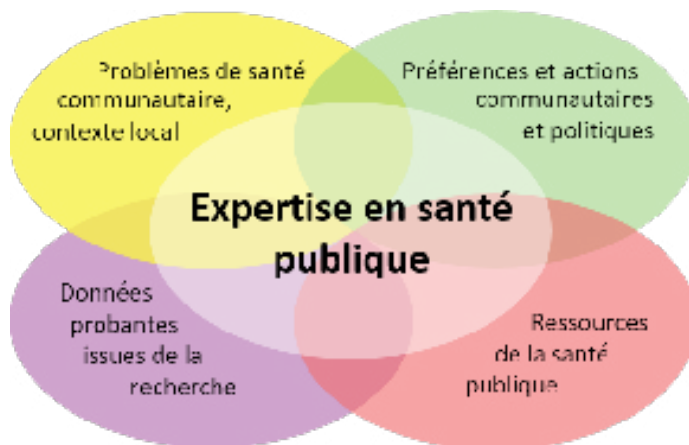 Problèmes de santé
communautaire,
contexte local
Préférences et actions
communautaires
et politiques
Expertise en santé
publique
Données
probantes
issues de la
recherche
Ressources
de la santé
publique